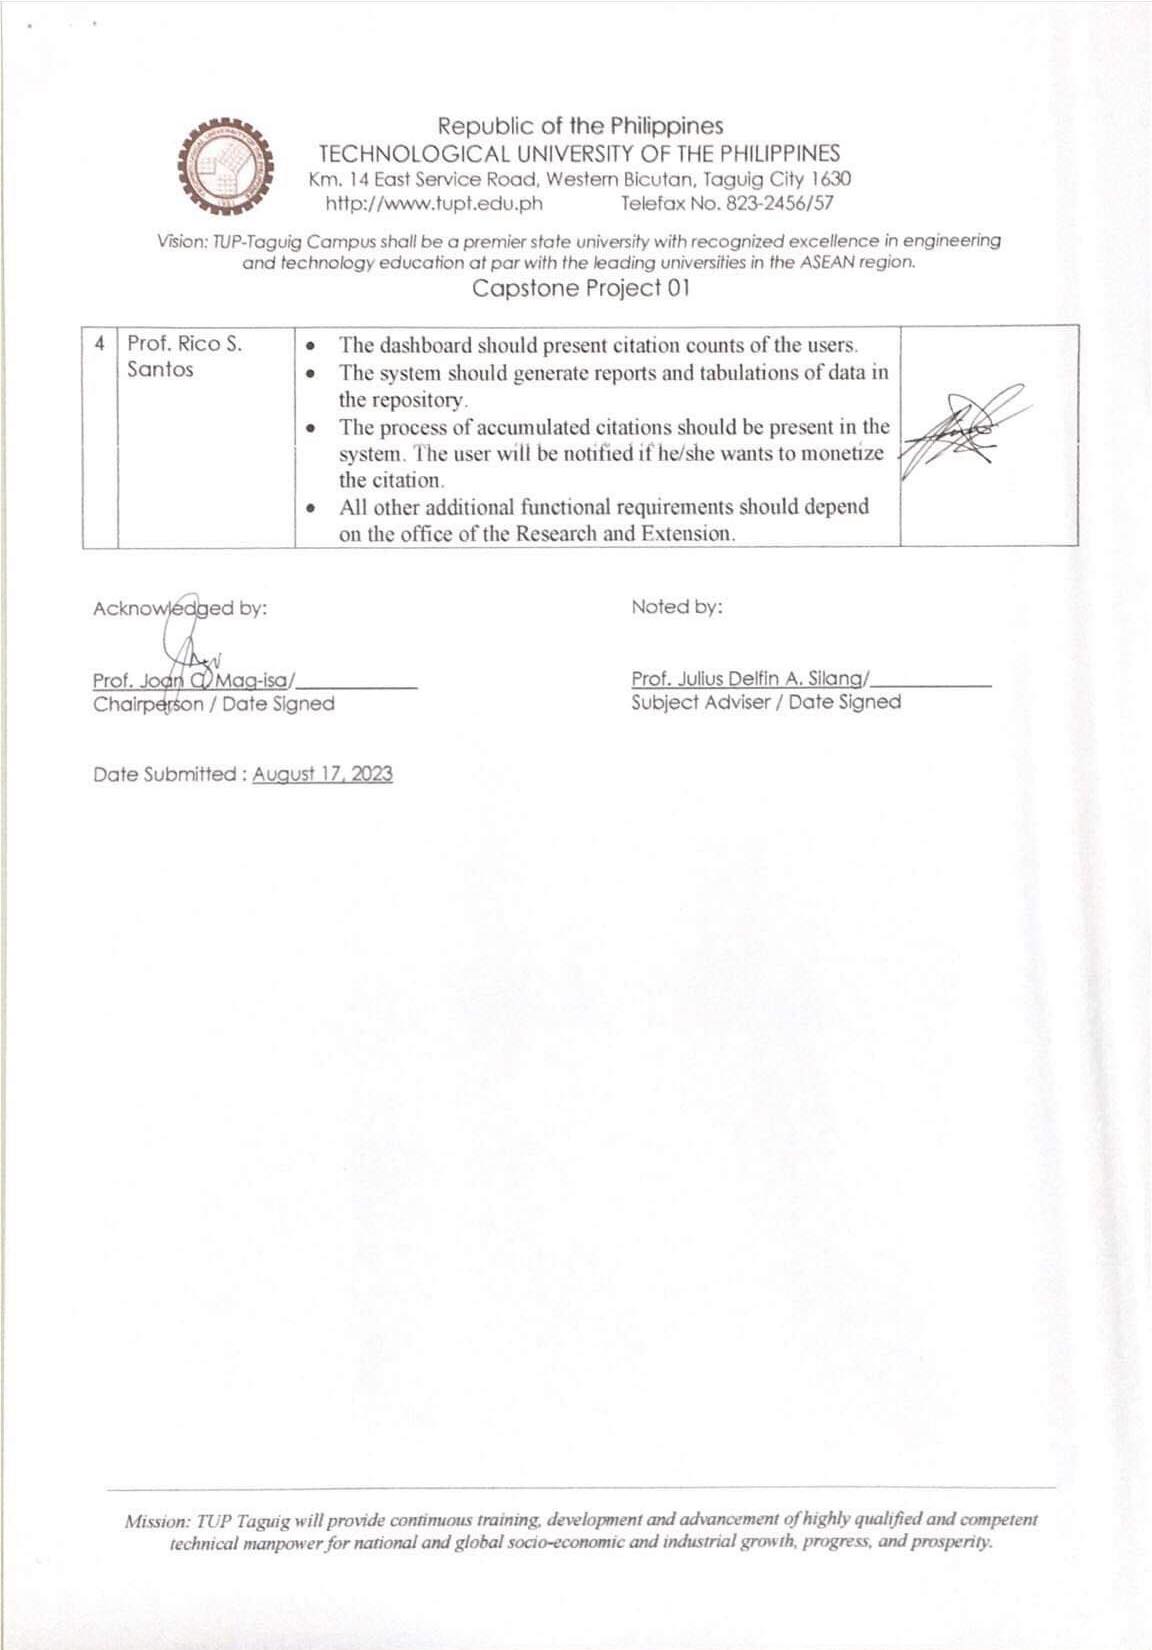 Republic of the Philippines
TECHNOLOGICAL UNIVERSITY OF THE PHILIPPINES
Km. 14 East Service Road, Western Bicutan, Taguig City 1630
http://www.tupt.edu.ph Telefax No. 823-2456/57
Vision: TUP-Taguig Campus shall be a premier state university with recognized excellence in engineering
and technology education at par with the leading universities in the ASEAN region.
Capstone Project 01
4 Prof. Rico S.
Santos
• The dashboard should present citation counts of the users.
• The system should generate reports and tabulations of data in
the repository.
• The process of accumulated citations should be present in the
system. The user will be notified if he/she wants to monetize
the citation.
• All other additional functional requirements should depend
on the office of the Research and Extension.
Acknowledged by: Noted by:
Prof. Joan Mag-isa/__________ Prof. Julius Delfin A. Silang/__________
Chairperson / Date Signed Subject Adviser / Date Signed
Date Submitted : August 17, 2023
Mission: TUP Taguig will provide continuous training, development and advancement of highly qualified and competent
technical manpower for national and global socio-economic and industrial growth, progress, and prosperity.